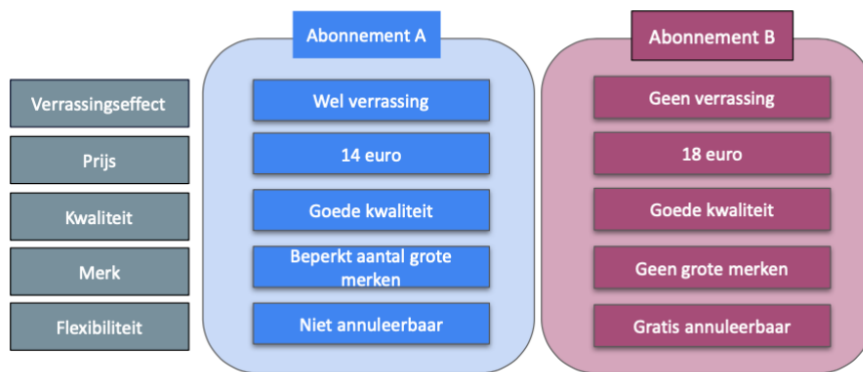 Abonnement A
Abonnement B
Verrassingseffect
Wel verrassing
Geen verrassing
Prijs
14 euro
18 euro
Kwaliteit
Goede kwaliteit
Goede kwaliteit
Merk
Beperkt aantal grote
merken
Geen grote merken
Flexibiliteit
Niet annuleerbaar
Gratis annuleerbaar